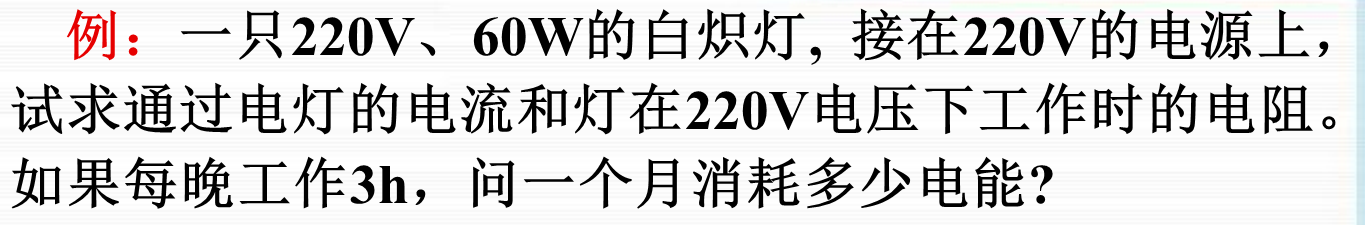 例：一只220V、60W的白炽灯, 接在220V的电源上，
试求通过电灯的电流和灯在220V电压下工作时的电阻。
如果每晚工作3h，问一个月消耗多少电能?